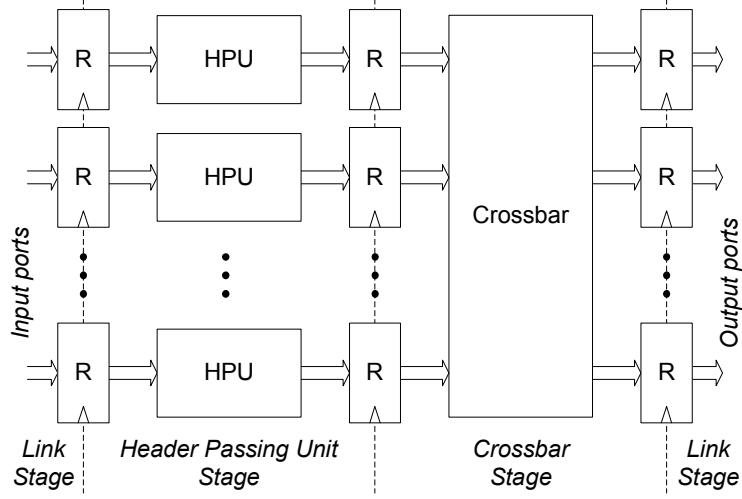 R HPU R R
R HPU R R
Crossbar
Input ports
Output ports
R HPU R R
Link Header Passing Unit Crossbar Link
Stage Stage Stage Stage